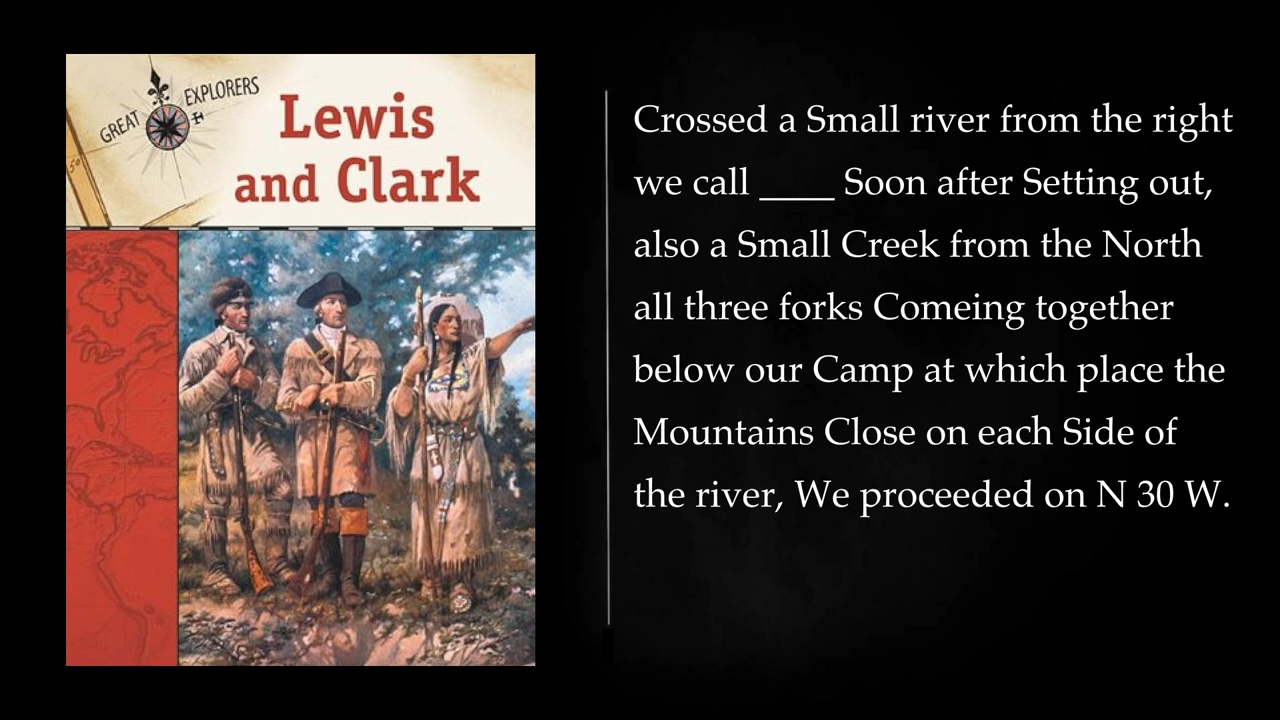 GREAT EXPLORERS
Lewis
and Clark
50
Crossed a Small river from the right
we call ____ Soon after Setting out,
also a Small Creek from the North
all three forks Comeing together
below our Camp at which place the
Mountains Close on each Side of
the river, We proceeded on N 30 W.